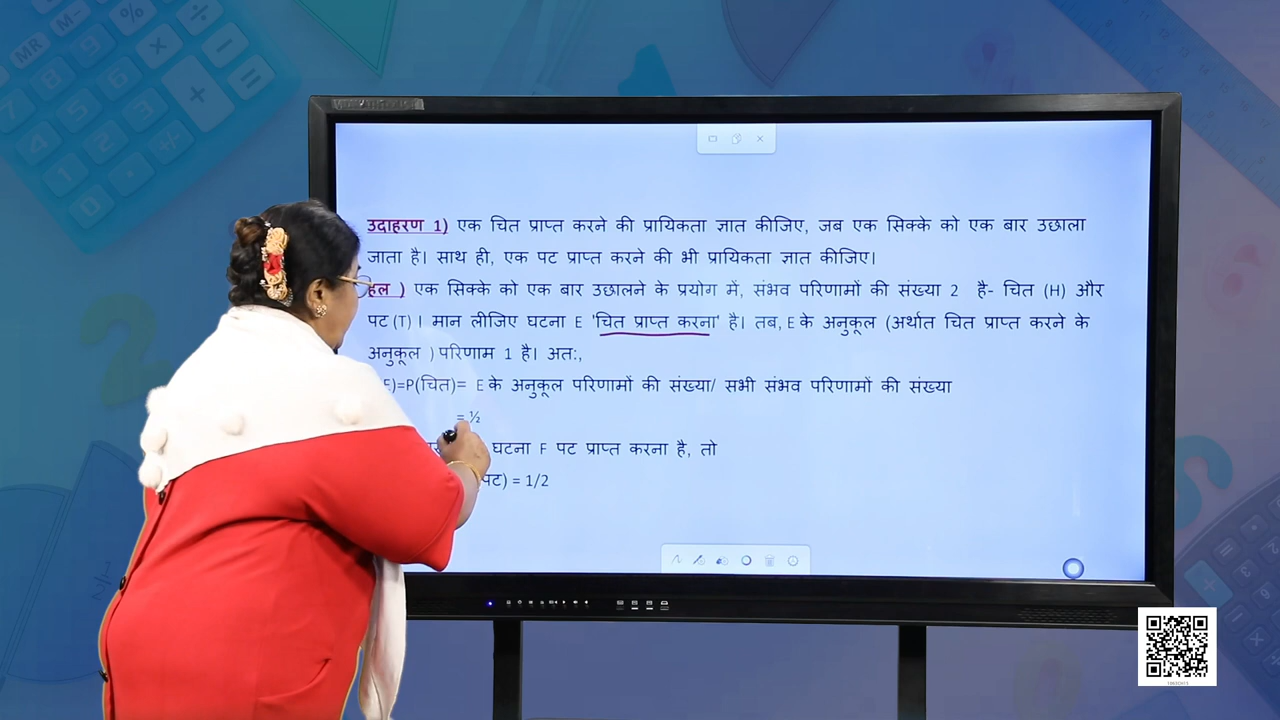 उदाहरण 1) एक चित प्राप्त करने की प्रायिकता ज्ञात कीजिए, जब एक सिक्के को एक बार उछाला
जाता है। साथ ही, एक पट प्राप्त करने की भी प्रायिकता ज्ञात कीजिए।
हल ) एक सिक्के को एक बार उछालने के प्रयोग में, संभव परिणामों की संख्या 2 है- चित (H) और
पट (T) । मान लीजिए घटना E 'चित प्राप्त करना' है। तब, E के अनुकूल (अर्थात चित प्राप्त करने के
अनुकूल ) परिणाम 1 है। अत:,
E)=P(चित)= E के अनुकूल परिणामों की संख्या/ सभी संभव परिणामों की संख्या
= ½
घटना F पट प्राप्त करना है, तो
पट) = 1/2